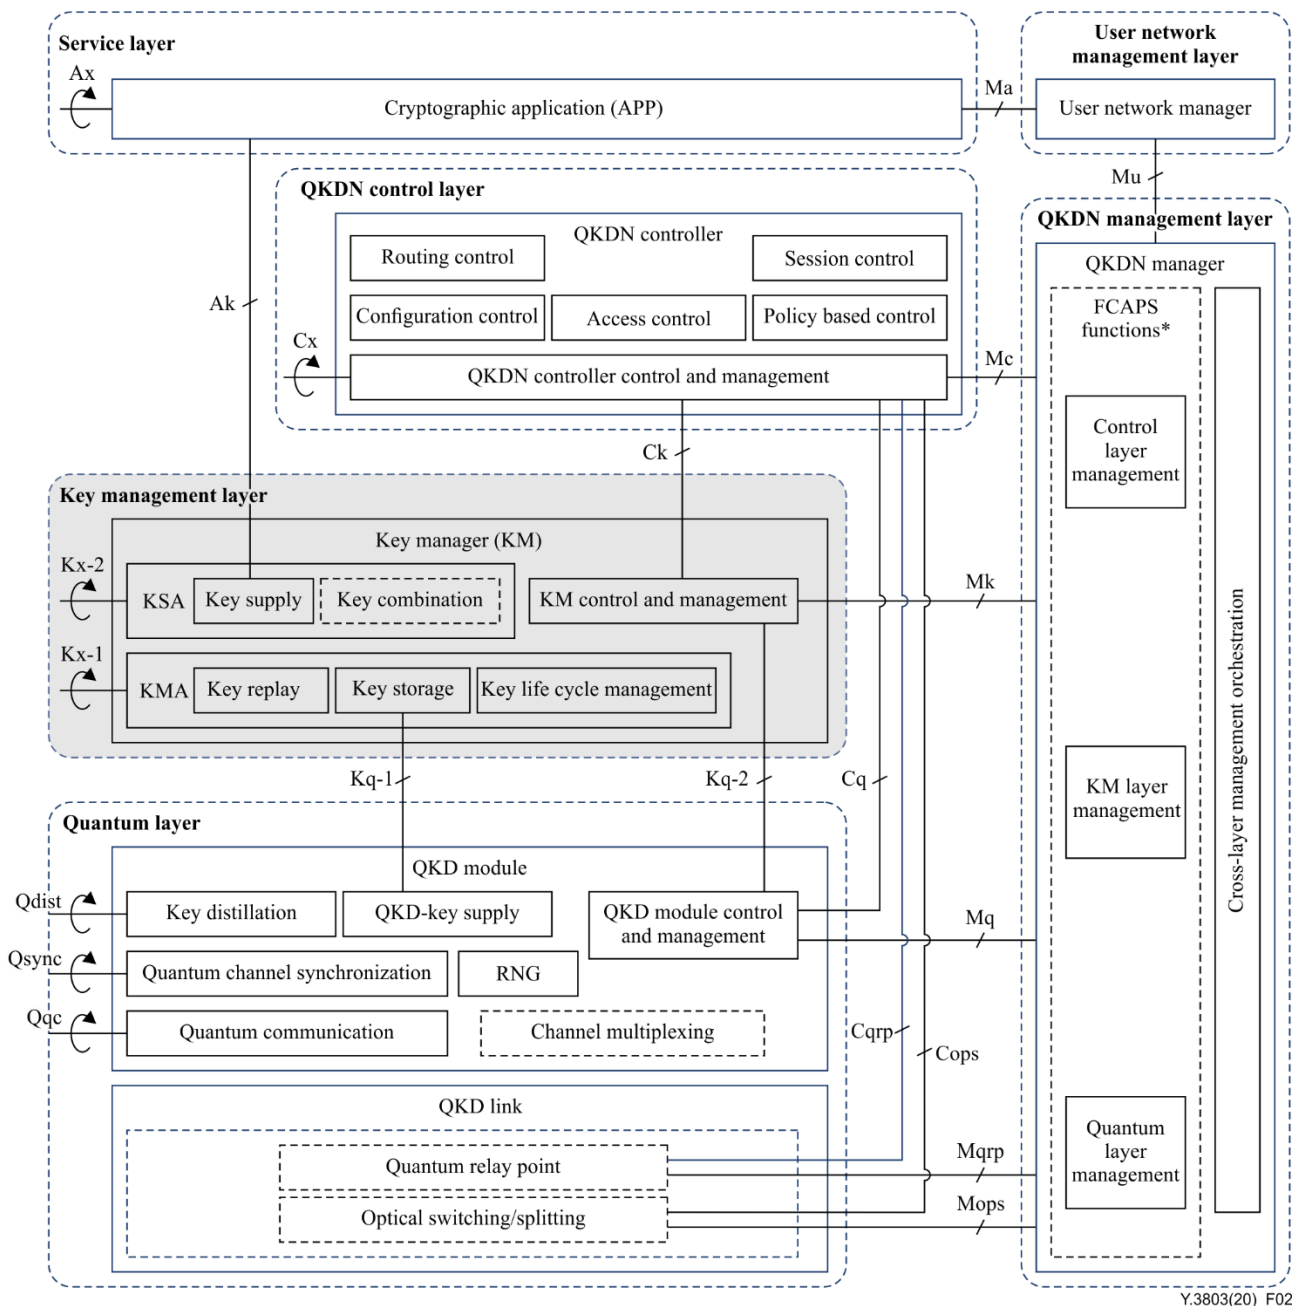 Service layer
User network
management layer
Ax
Cryptographic application (APP)
Ma
User network manager
Mu
QKDN control layer
QKDN management layer
QKDN controller
QKDN manager
Routing control
Session control
Ak
Configuration control
Access control
Policy based control
FCAPS
functions*
Cx
QKDN controller control and management
Mc
Control
layer
management
Ck
Key management layer
Key manager (KM)
Kx-2
KSA
Key supply
Key combination
KM control and management
Mk
Cross-layer management orchestration
Kx-1
KMA
Key replay
Key storage
Key life cycle management
Kq-1
Kq-2
Cq
KM layer
management
Quantum layer
QKD module
Qdist
Key distillation
QKD-key supply
QKD module control
and management
Mq
Qsync
Quantum channel synchronization
RNG
Qqc
Quantum communication
Channel multiplexing
Cqrp
Cops
QKD link
Quantum relay point
Mqrp
Quantum
layer
management
Optical switching/splitting
Mops
Y.3803(20)_F02